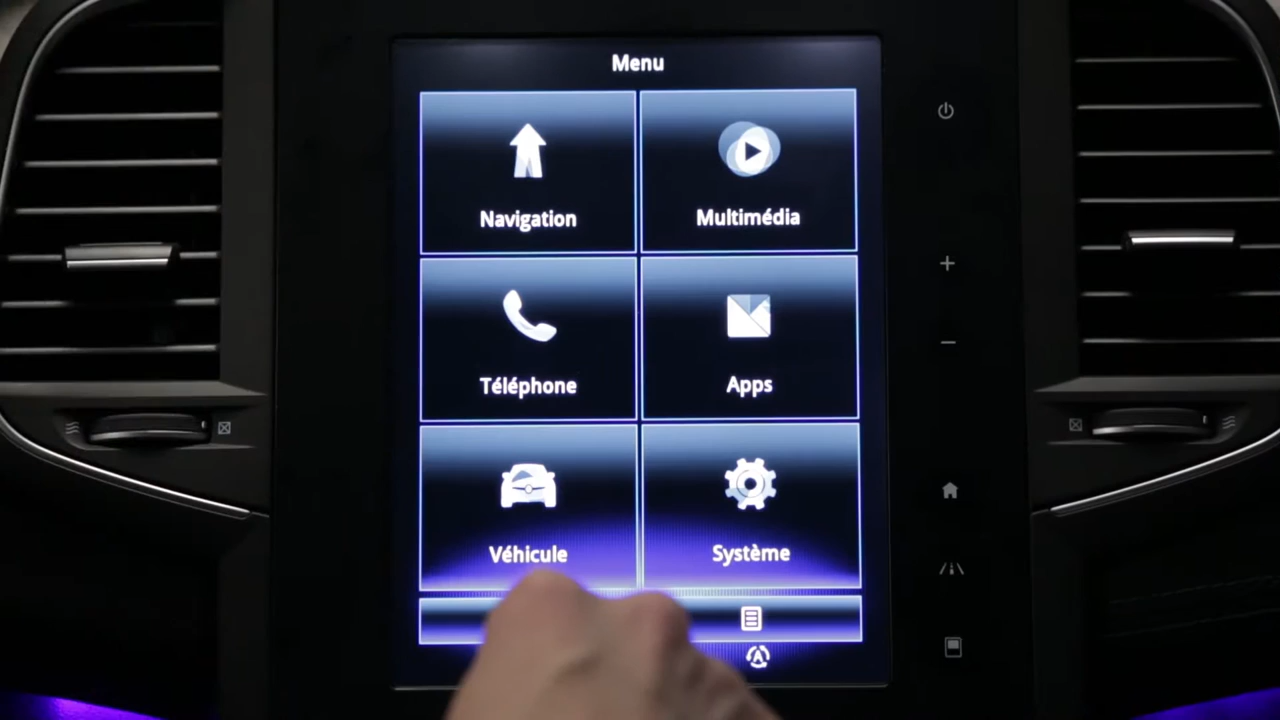 Menu
Navigation
Multimédia
Téléphone
Apps
Véhicule
Système